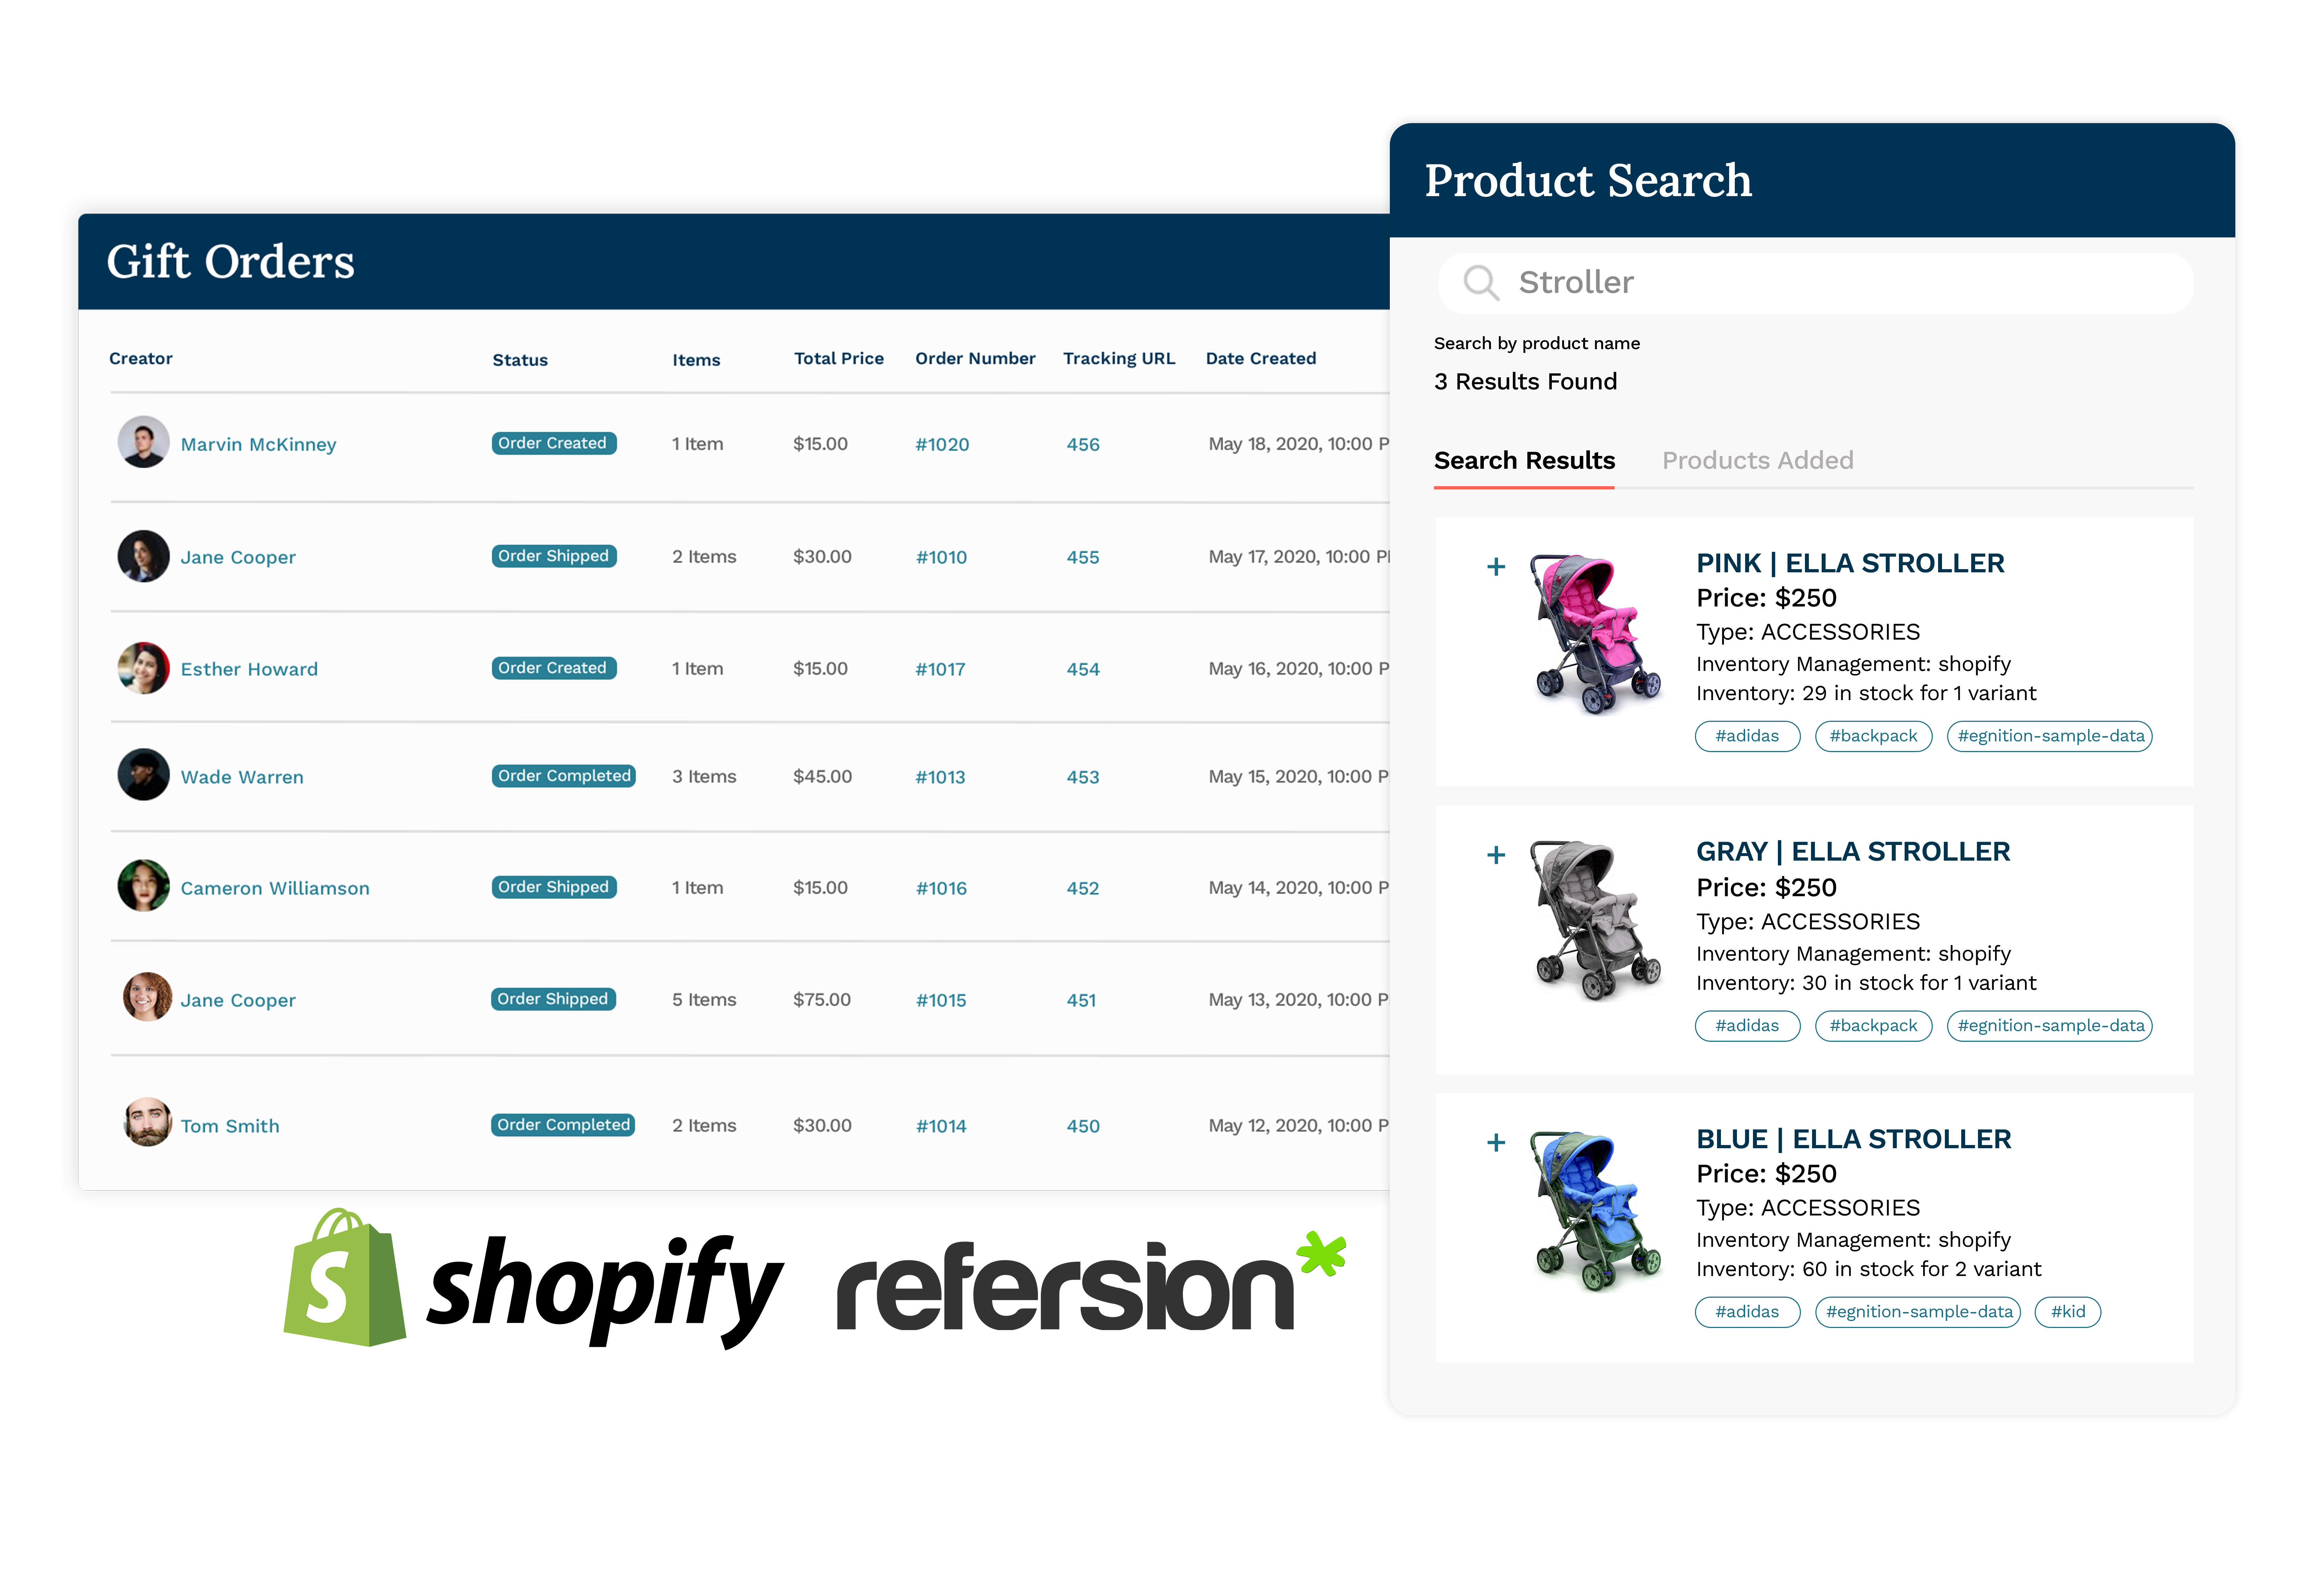 Gift Orders
Creator Status Items Total Price Order Number Tracking URL Date Created
Marvin McKinney Order Created 1 Item $15.00 #1020 456 May 18, 2020, 10:00 P
Jane Cooper Order Shipped 2 Items $30.00 #1010 455 May 17, 2020, 10:00 P
Esther Howard Order Created 1 Item $15.00 #1017 454 May 16, 2020, 10:00 P
Wade Warren Order Completed 3 Items $45.00 #1013 453 May 15, 2020, 10:00 P
Cameron Williamson Order Shipped 1 Item $15.00 #1016 452 May 14, 2020, 10:00 P
Jane Cooper Order Shipped 5 Items $75.00 #1015 451 May 13, 2020, 10:00 P
Tom Smith Order Completed 2 Items $30.00 #1014 450 May 12, 2020, 10:00 P
S shopify refersion
Product Search
Stroller
Search by product name
3 Results Found
Search Results Products Added
+ PINK | ELLA STROLLER
Price: $250
Type: ACCESSORIES
Inventory Management: shopify
Inventory: 29 in stock for 1 variant
#adidas #backpack #egnition-sample-data
+ GRAY | ELLA STROLLER
Price: $250
Type: ACCESSORIES
Inventory Management: shopify
Inventory: 30 in stock for 1 variant
#adidas #backpack #egnition-sample-data
+ BLUE | ELLA STROLLER
Price: $250
Type: ACCESSORIES
Inventory Management: shopify
Inventory: 60 in stock for 2 variant
#adidas #egnition-sample-data #kid